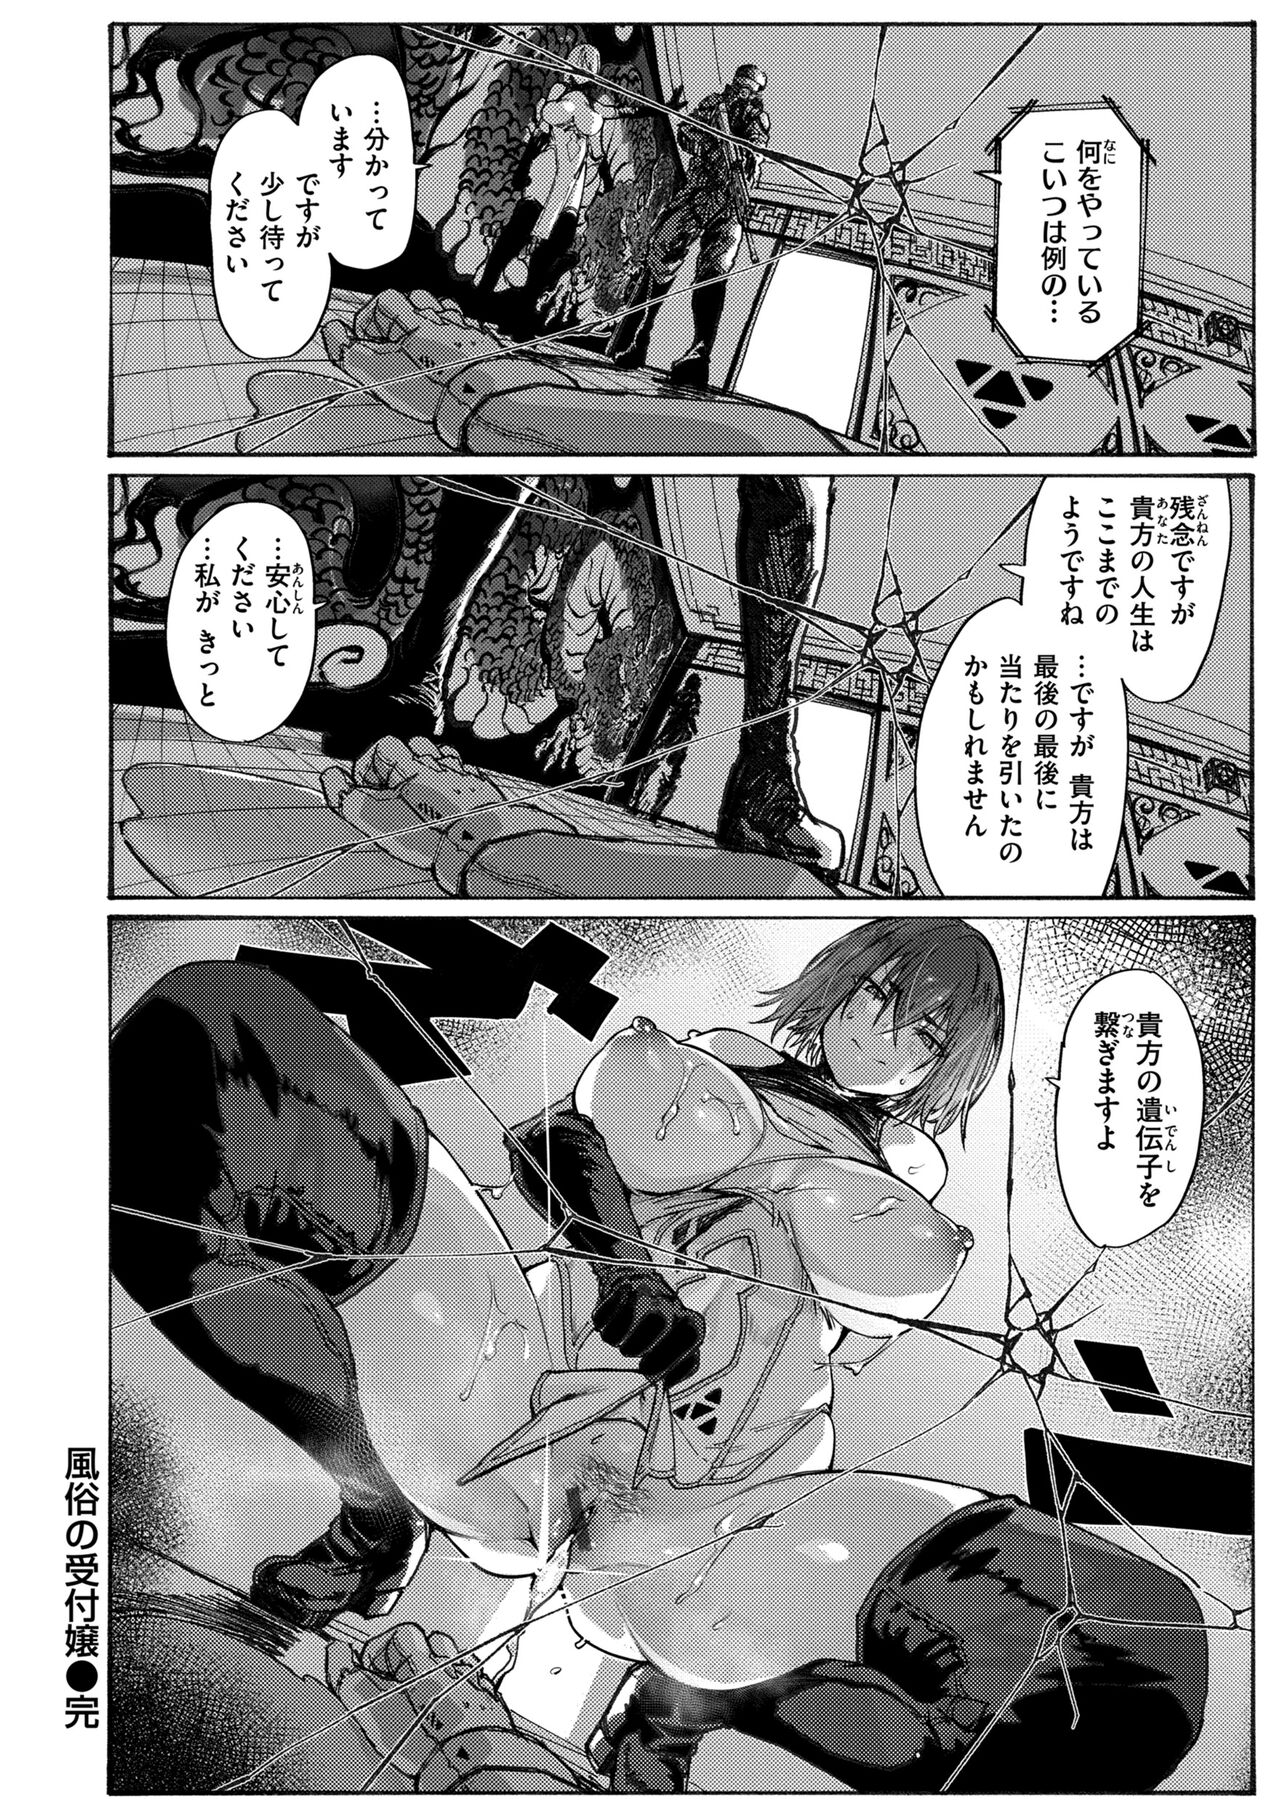 何をやっている
こいつは例の…
…分かって
います
ですが
少し待って
ください
残念ですが
貴方の人生は
ここまでの
ようですね
…ですが 貴方は
最後の最後に
当たりを引いたの
かもしれません
…安心して
ください
…私が きっと
貴方の遺伝子を
繋ぎますよ
風俗の受付嬢●完